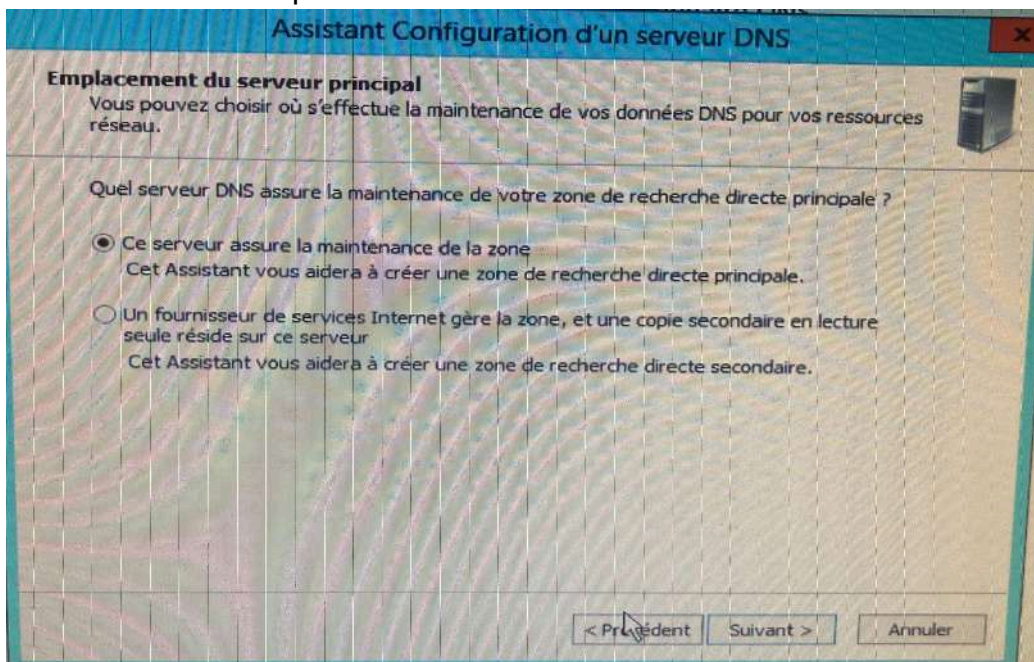 Assistant Configuration d'un serveur DNS
Emplacement du serveur principal
Vous pouvez choisir où s'effectue la maintenance de vos données DNS pour vos ressources
réseau.
Quel serveur DNS assure la maintenance de votre zone de recherche directe principale ?
Ce serveur assure la maintenance de la zone
Cet Assistant vous aidera à créer une zone de recherche directe principale.
Un fournisseur de services Internet gère la zone, et une copie secondaire en lecture
seule réside sur ce serveur
Cet Assistant vous aidera à créer une zone de recherche directe secondaire.
< Précédent Suivant > Annuler